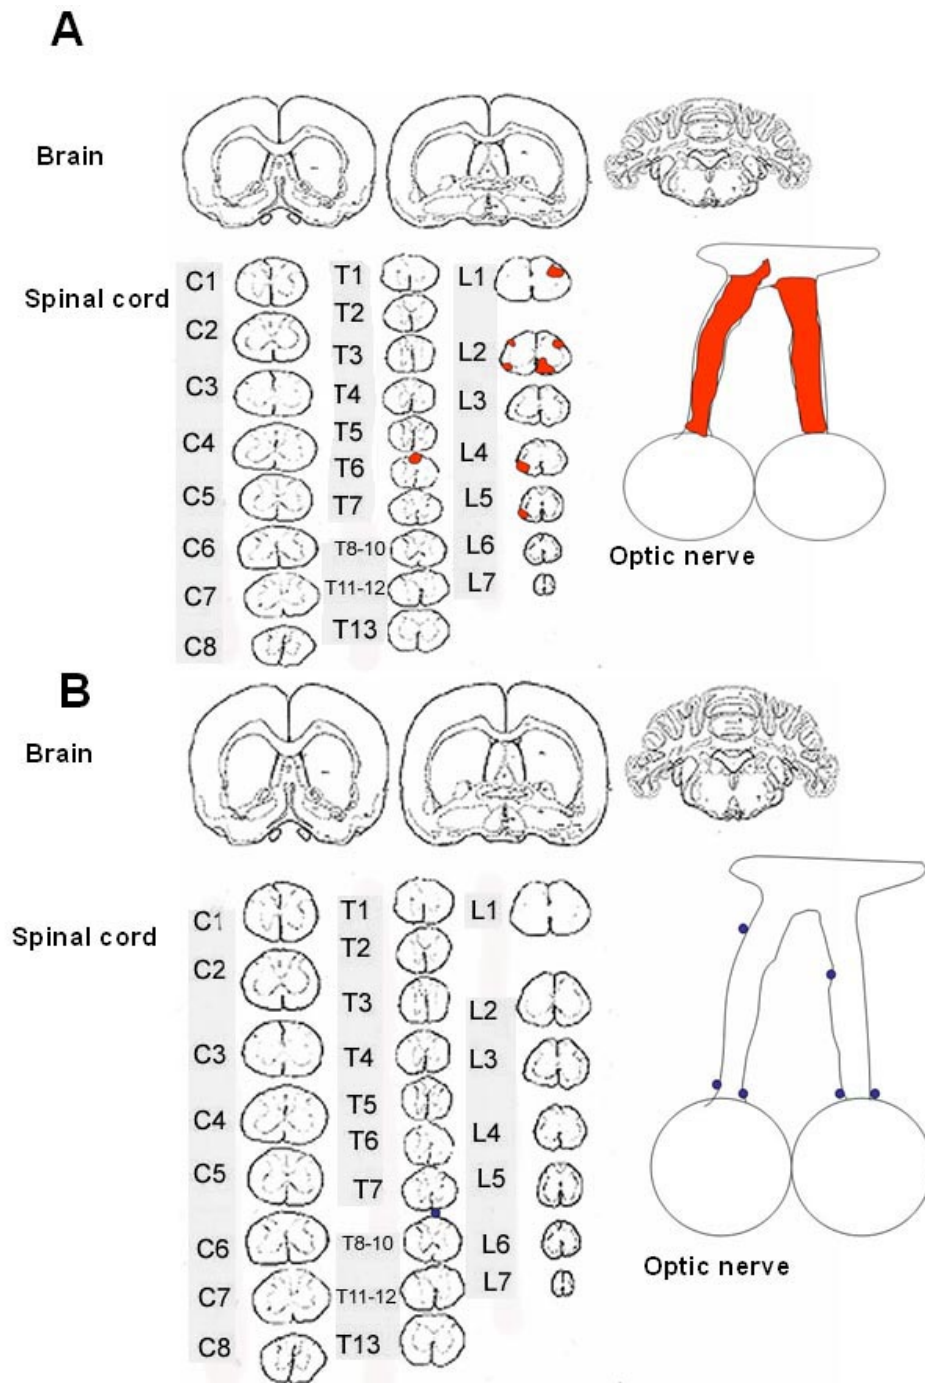 A
Brain
Spinal cord
C1
C2
C3
C4
C5
C6
C7
C8
T1
T2
T3
T4
T5
T6
T7
T8-10
T11-12
T13
L1
L2
L3
L4
L5
L6
L7
Optic nerve
B
Brain
Spinal cord
C1
C2
C3
C4
C5
C6
C7
C8
T1
T2
T3
T4
T5
T6
T7
T8-10
T11-12
T13
L1
L2
L3
L4
L5
L6
L7
Optic nerve